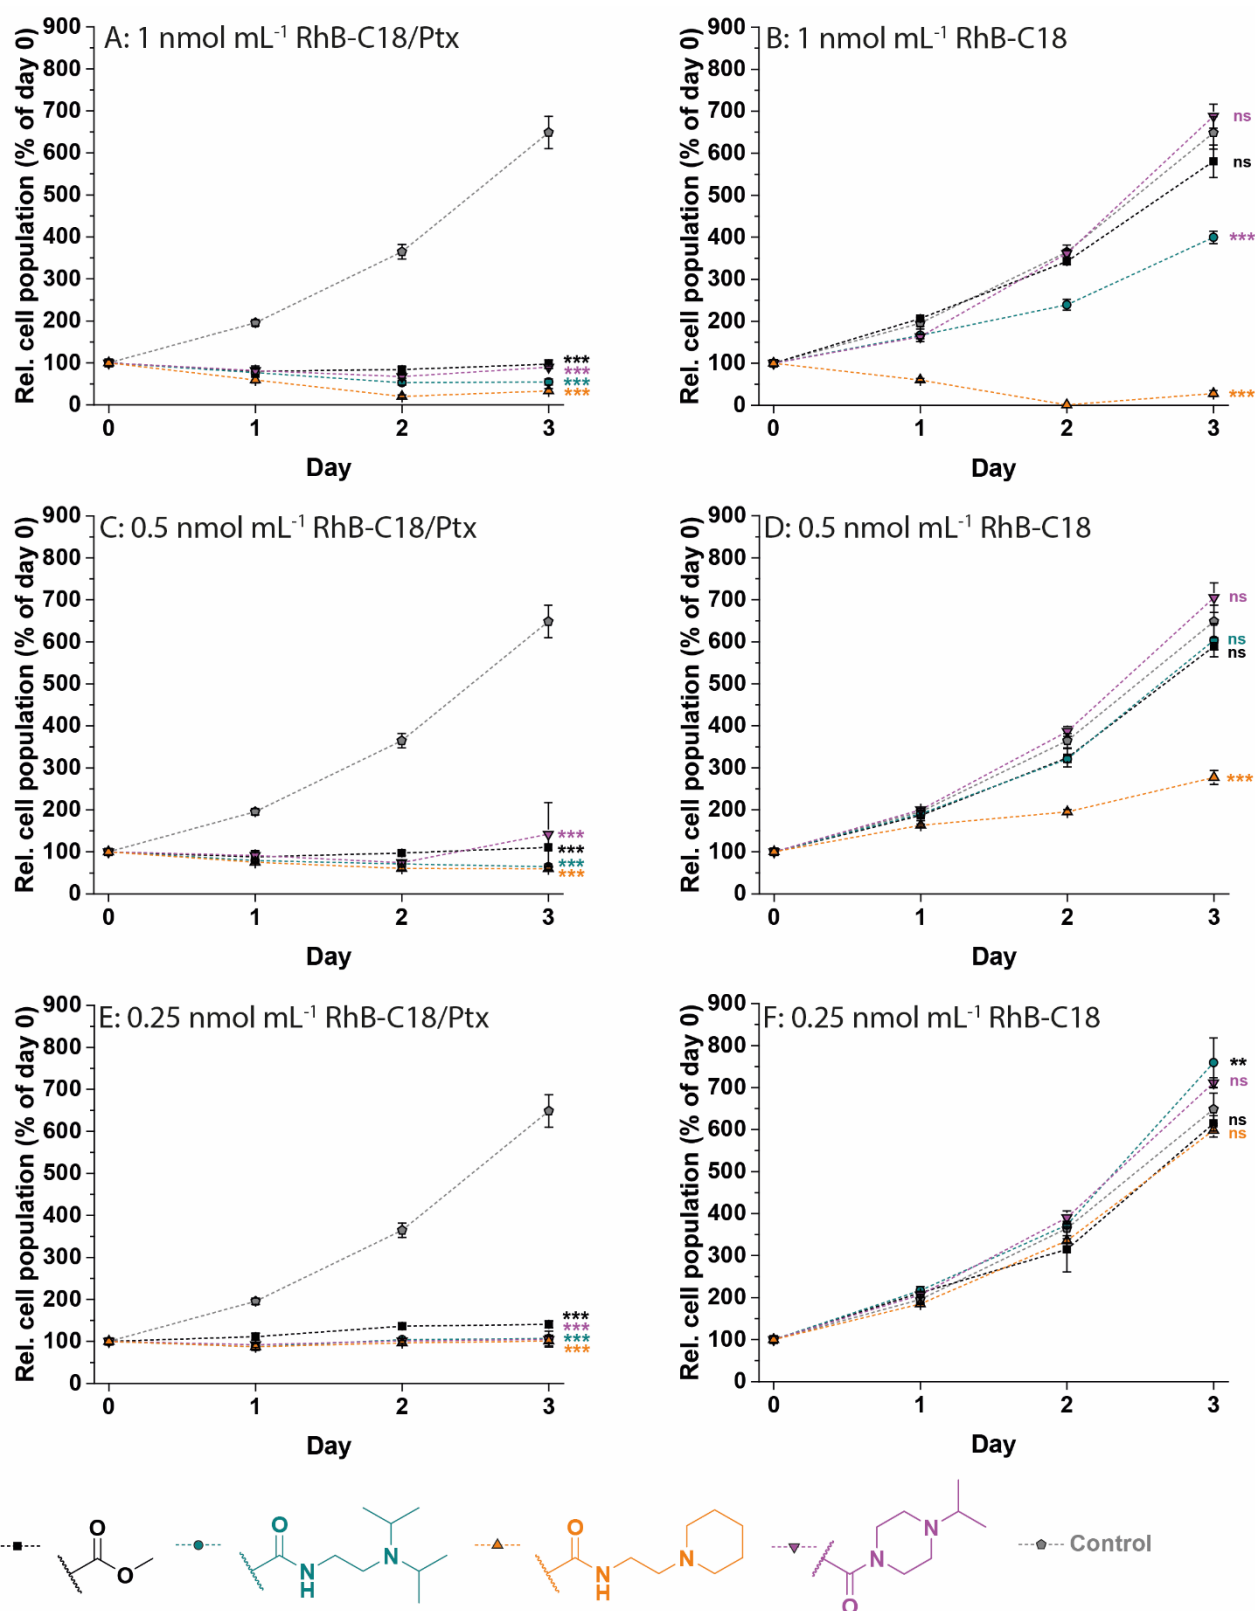 A: 1 nmol mL⁻¹ RhB-C18/Ptx
Rel. cell population (% of day 0)
900
800
700
600
500
400
300
200
100
0
***
***
***
***
0 1 2 3
Day
B: 1 nmol mL⁻¹ RhB-C18
Rel. cell population (% of day 0)
900
800
700
600
500
400
300
200
100
0
ns
ns
***
***
0 1 2 3
Day
C: 0.5 nmol mL⁻¹ RhB-C18/Ptx
Rel. cell population (% of day 0)
900
800
700
600
500
400
300
200
100
0
***
***
***
***
0 1 2 3
Day
D: 0.5 nmol mL⁻¹ RhB-C18
Rel. cell population (% of day 0)
900
800
700
600
500
400
300
200
100
0
ns
ns
ns
***
0 1 2 3
Day
E: 0.25 nmol mL⁻¹ RhB-C18/Ptx
Rel. cell population (% of day 0)
900
800
700
600
500
400
300
200
100
0
***
***
***
***
0 1 2 3
Day
F: 0.25 nmol mL⁻¹ RhB-C18
Rel. cell population (% of day 0)
900
800
700
600
500
400
300
200
100
0
**
ns
ns
ns
0 1 2 3
Day
O
O
O
N
H
N
O
N
H
N
N
N
O
Control